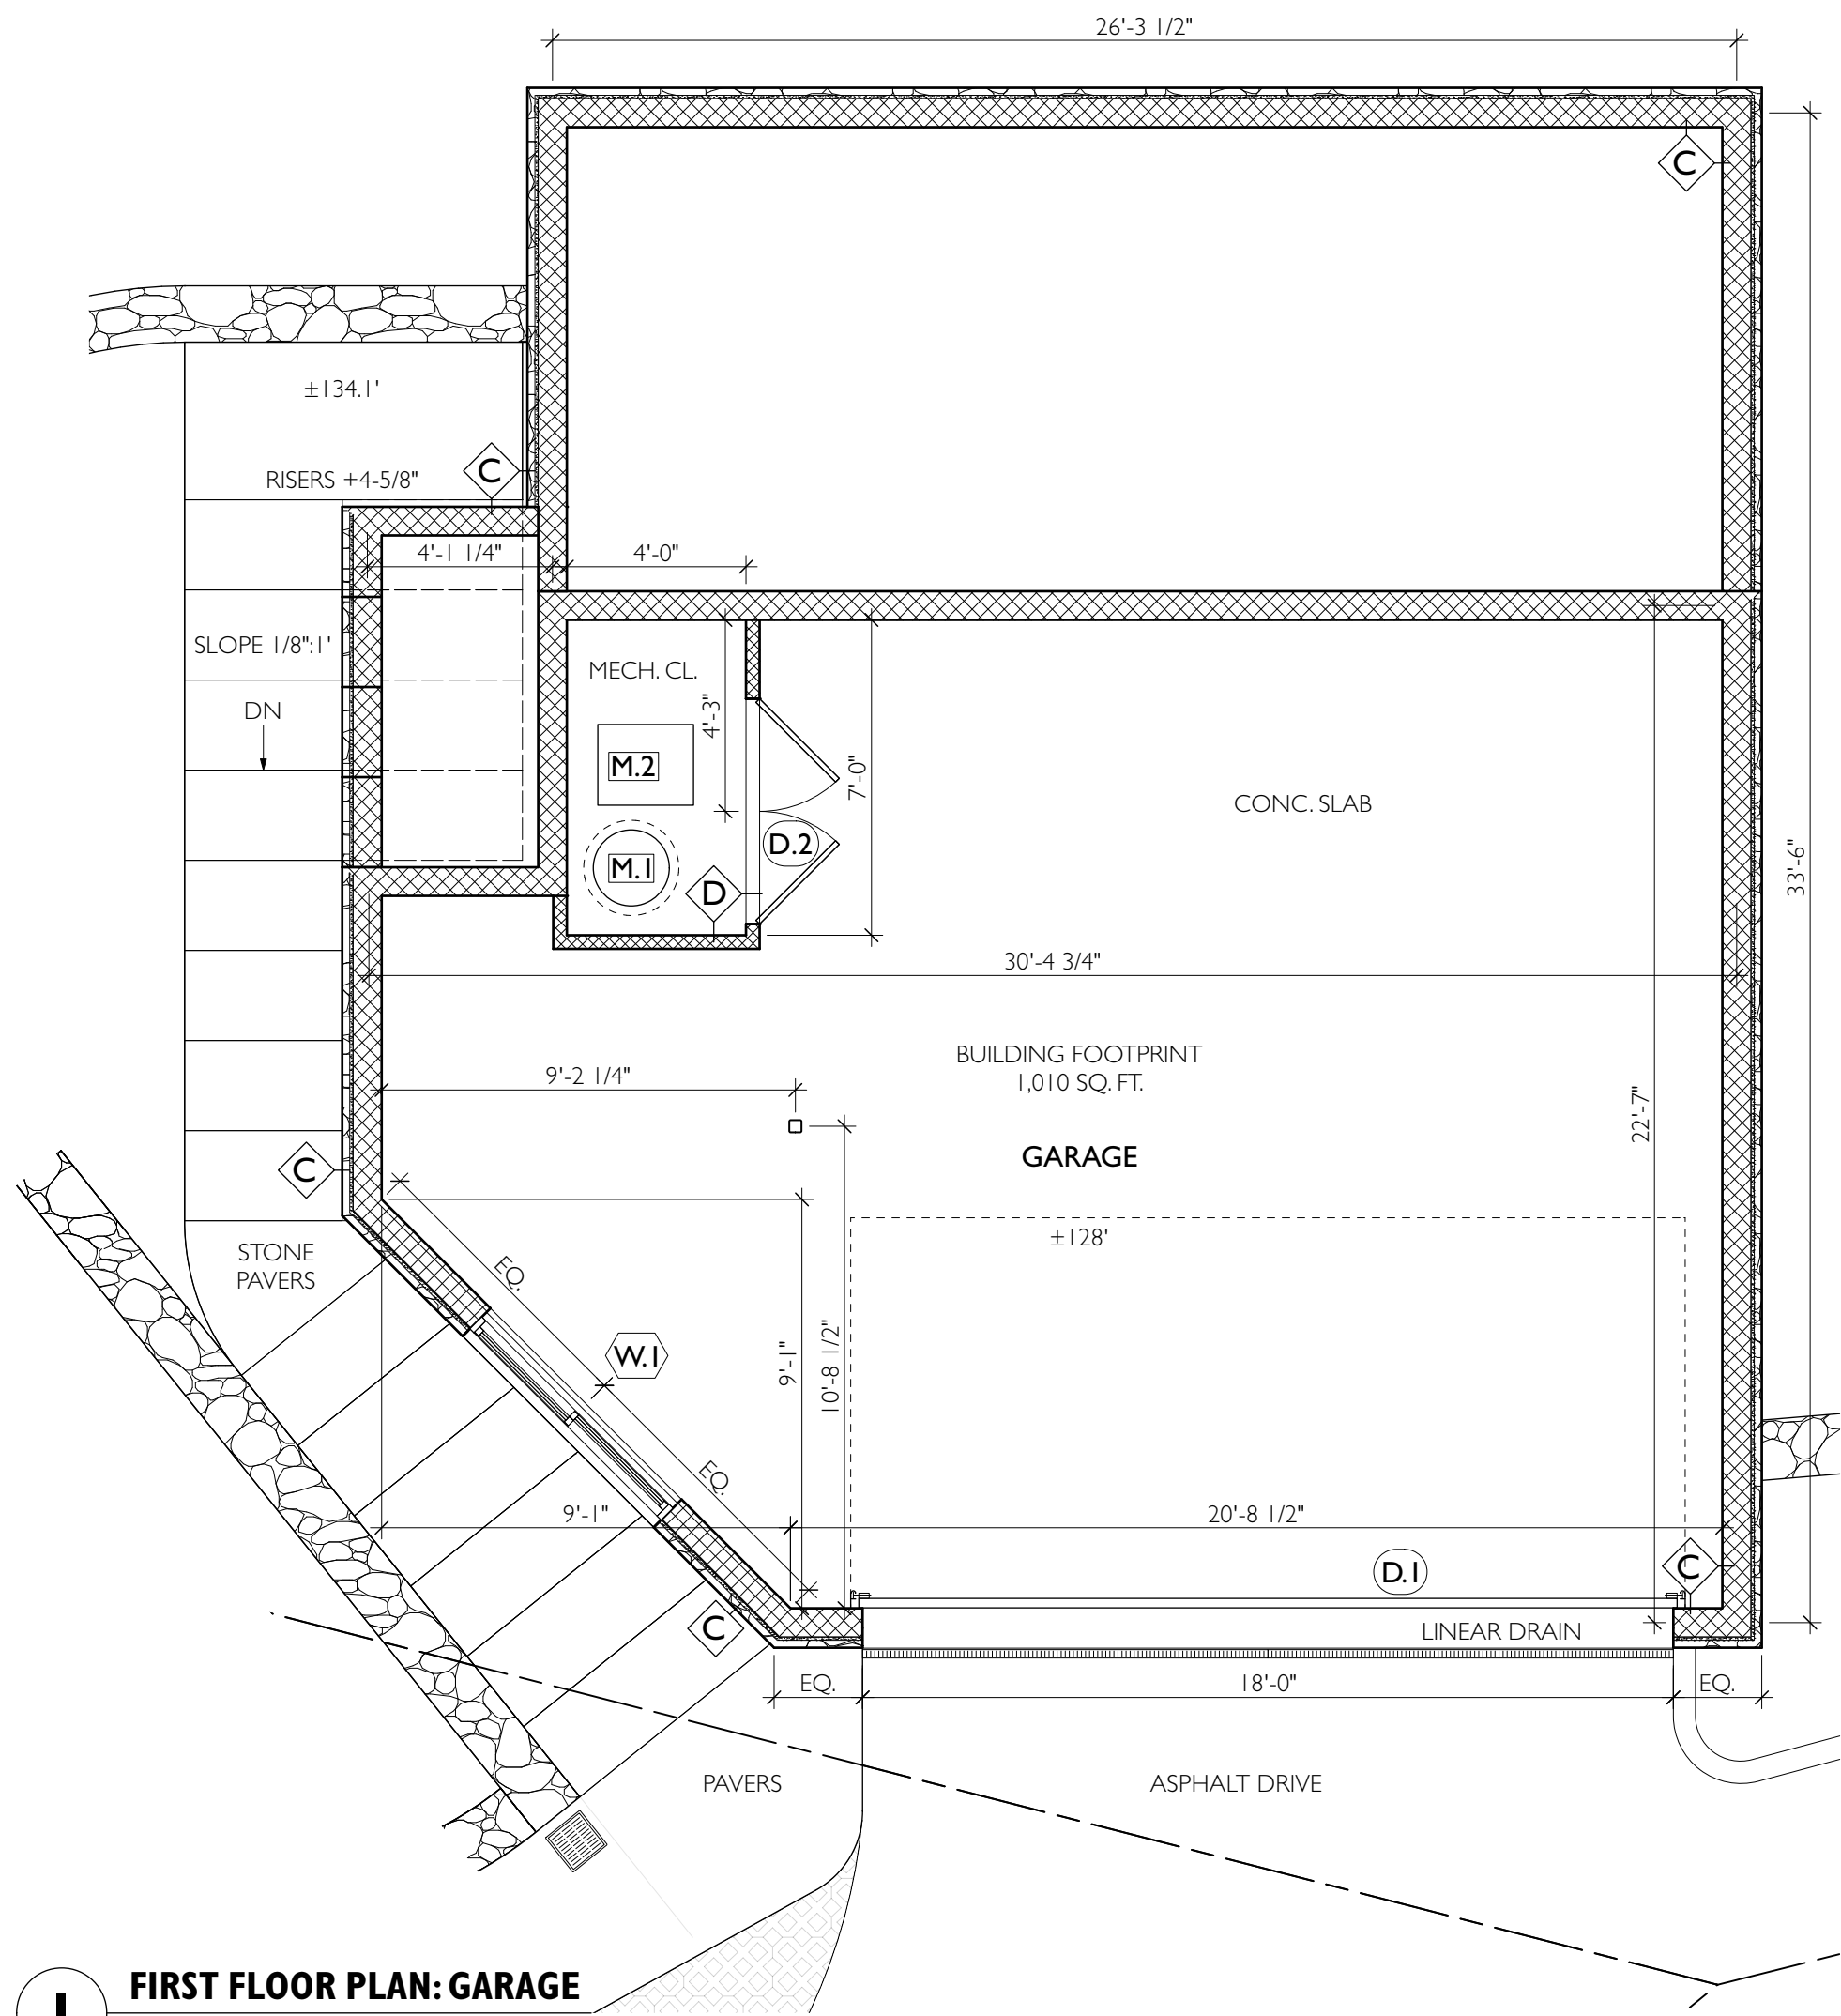 26'-3 1/2"
C
±134.1'
C
RISERS +4-5/8"
4'-1 1/4"
4'-0"
SLOPE 1/8":1'
MECH. CL.
4'-3"
DN
M.2
7'-0"
CONC. SLAB
D.2
M.1
D
33'-6"
30'-4 3/4"
BUILDING FOOTPRINT
1,010 SQ. FT.
9'-2 1/4"
22'-7"
GARAGE
C
±128'
STONE
PAVERS
EQ.
W.1
9'-1"
10'-8 1/2"
EQ.
9'-1"
20'-8 1/2"
D.1
C
C
LINEAR DRAIN
EQ.
18'-0"
EQ.
PAVERS
ASPHALT DRIVE
1
FIRST FLOOR PLAN: GARAGE